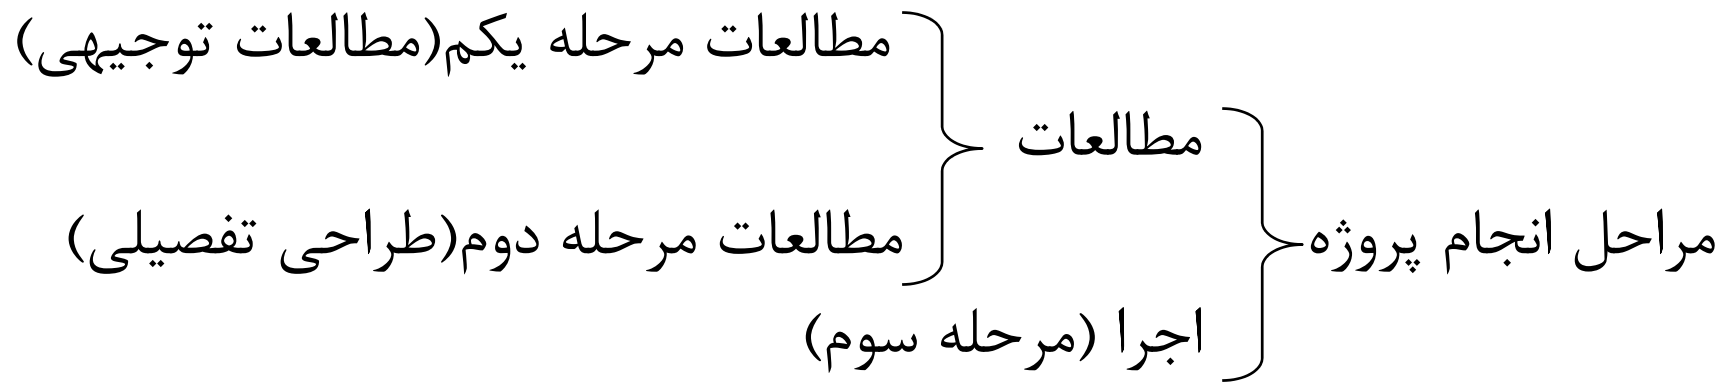 مطالعات مرحله یکم(مطالعات توجیهی)
مطالعات
مراحل انجام پروژه
مطالعات مرحله دوم(طراحی تفصیلی)
اجرا (مرحله سوم)